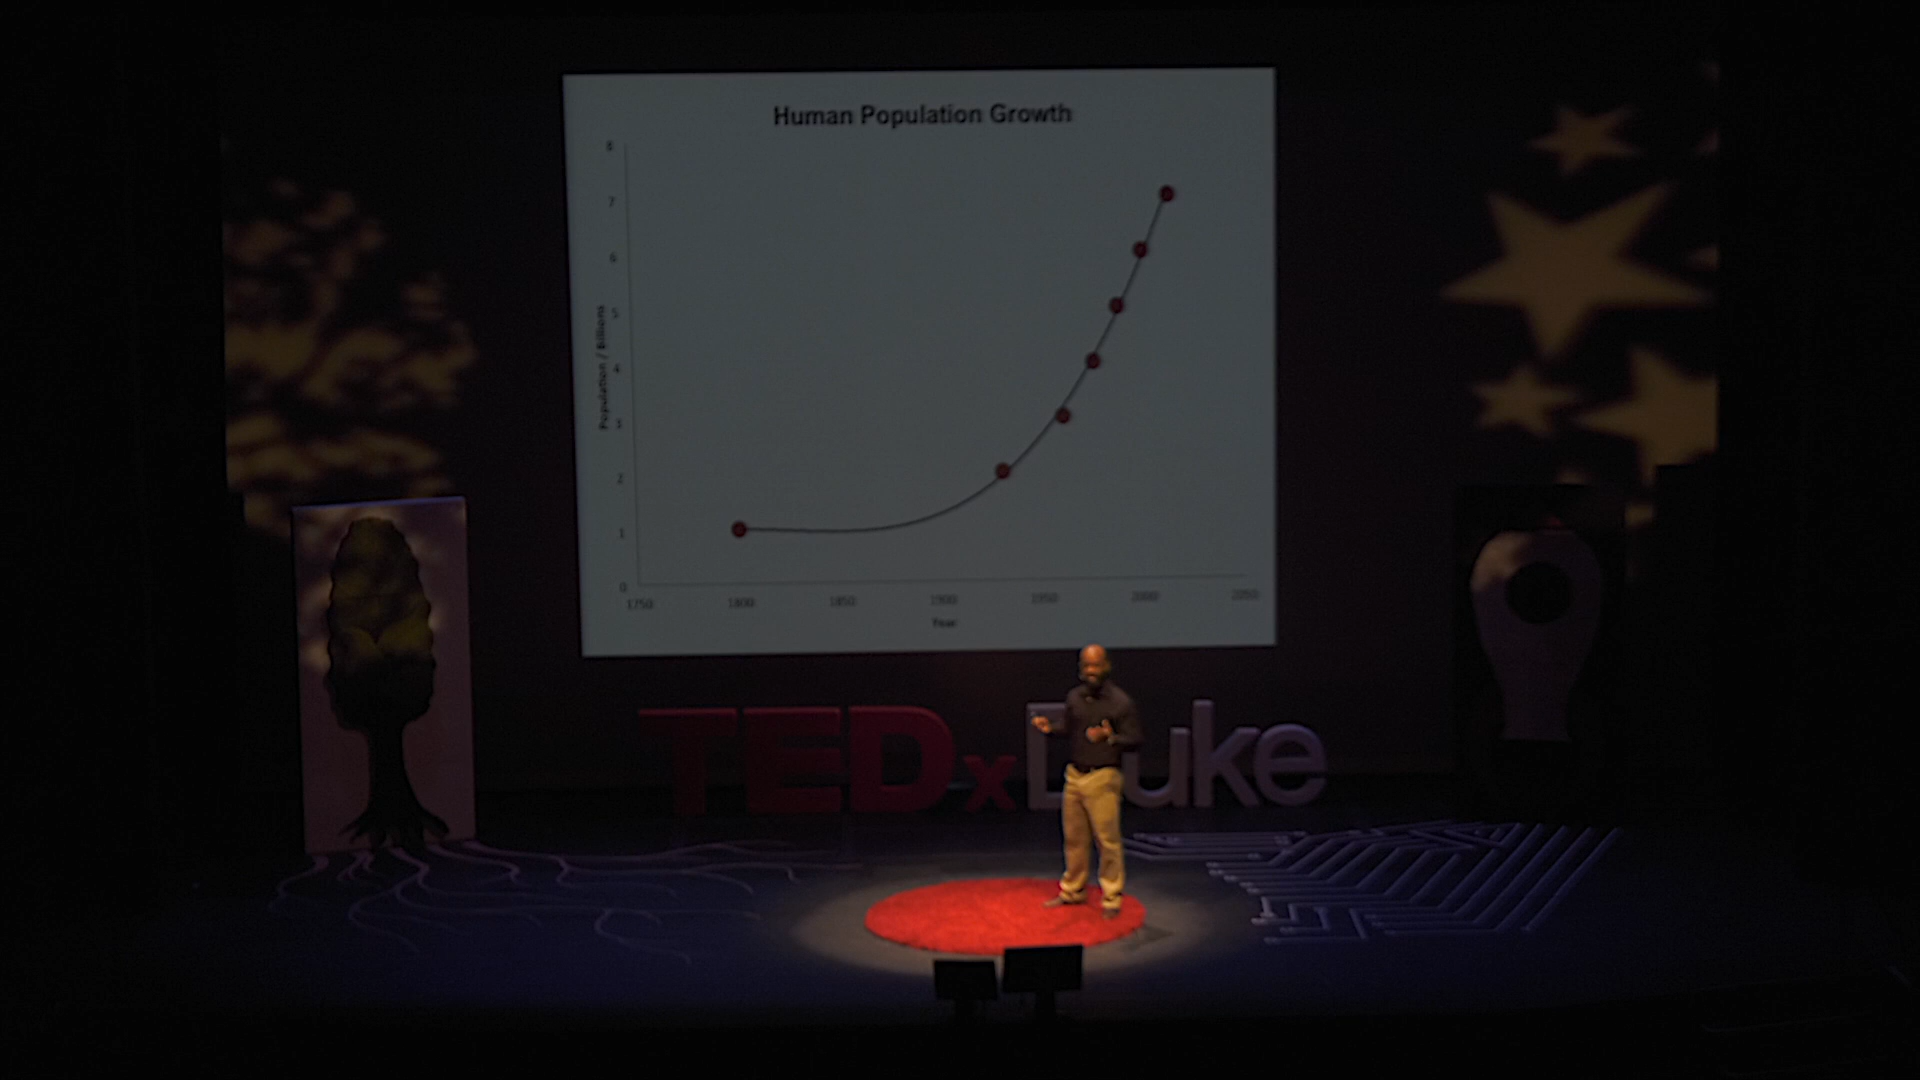 Human Population Growth
8
7
6
5
4
3
2
1
0
Population / Billions
1750 1800 1850 1900 1950 2000 2050
Year
TEDxDuke